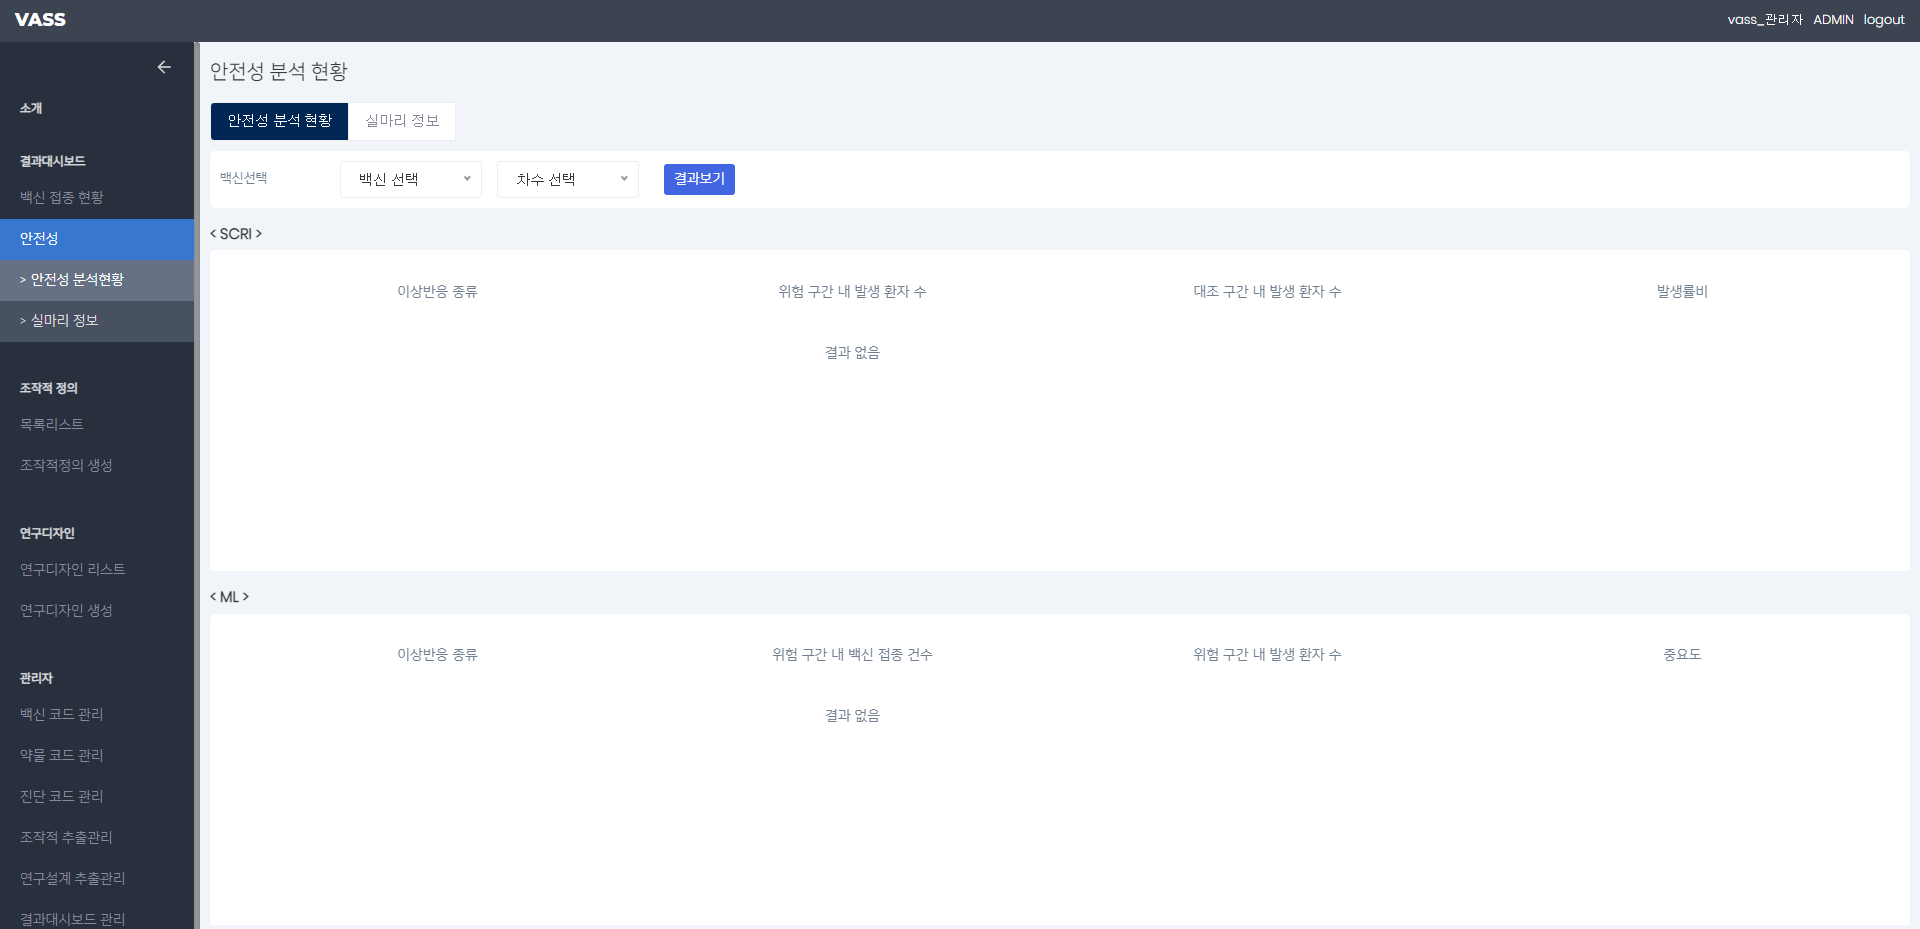 VASS
vass_관리자 ADMIN logout
소개
결과대시보드
백신 접종 현황
안전성
> 안전성 분석현황
> 실마리 정보
조작적 정의
목록리스트
조작적정의 생성
연구디자인
연구디자인 리스트
연구디자인 생성
관리자
백신 코드 관리
약물 코드 관리
진단 코드 관리
조작적 추출관리
연구설계 추출관리
결과대시보드 관리
안전성 분석 현황
안전성 분석 현황 실마리 정보
백신선택 백신 선택 차수 선택 결과보기
< SCRI >
이상반응 종류 위험 구간 내 발생 환자 수 대조 구간 내 발생 환자 수 발생률비
결과 없음
< ML >
이상반응 종류 위험 구간 내 백신 접종 건수 위험 구간 내 발생 환자 수 중요도
결과 없음